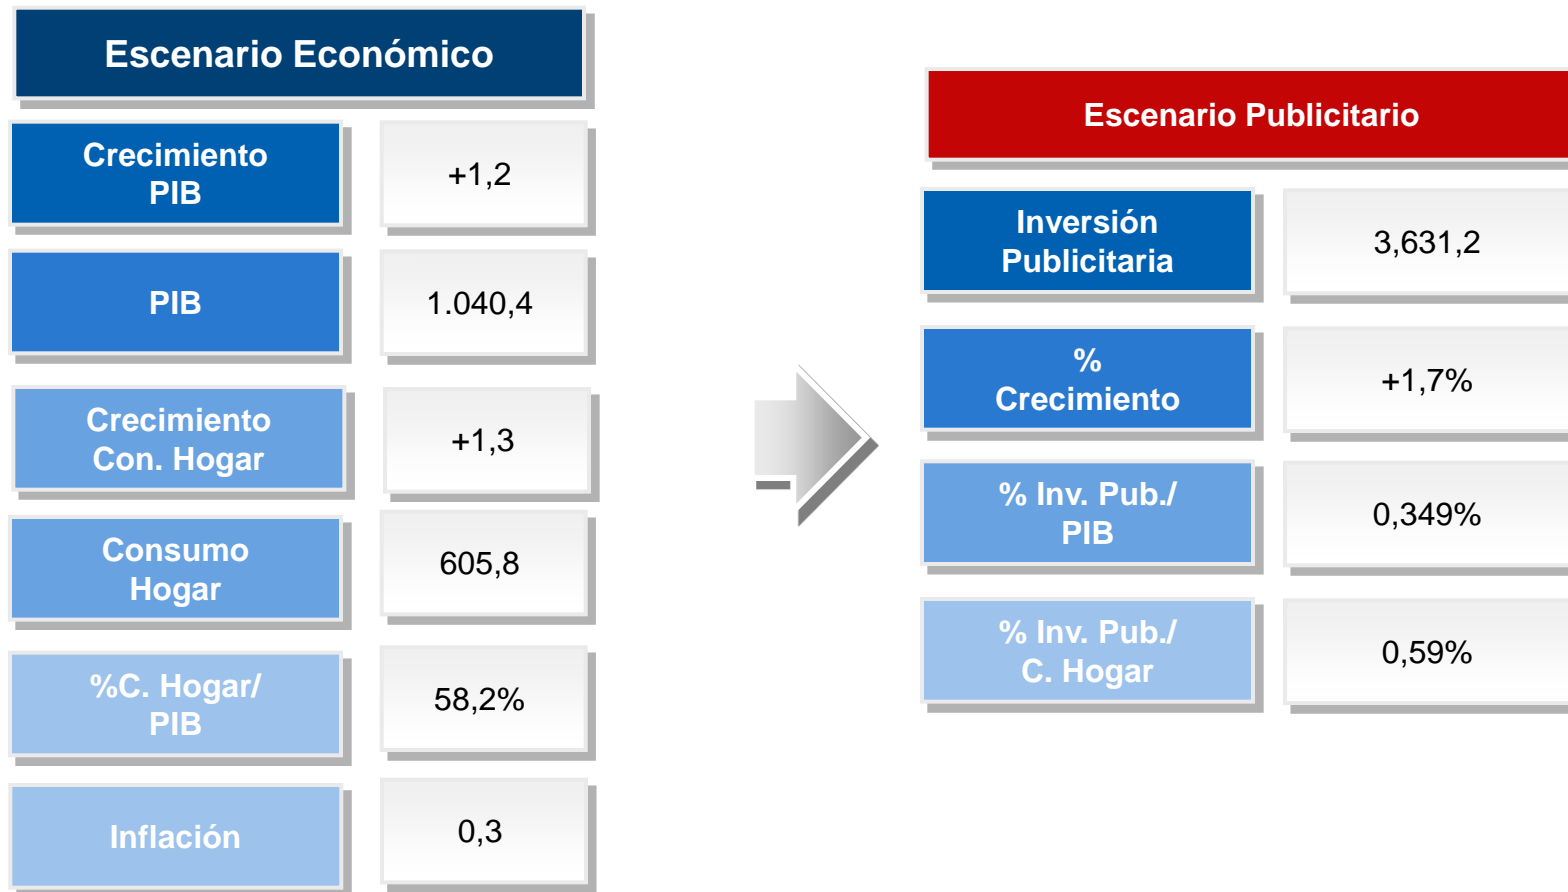 Escenario Económico
Crecimiento
PIB
+1,2
PIB
1.040,4
Crecimiento
Con. Hogar
+1,3
Consumo
Hogar
605,8
%C. Hogar/
PIB
58,2%
Inflación
0,3
Escenario Publicitario
Inversión
Publicitaria
3,631,2
%
Crecimiento
+1,7%
% Inv. Pub./
PIB
0,349%
% Inv. Pub./
C. Hogar
0,59%